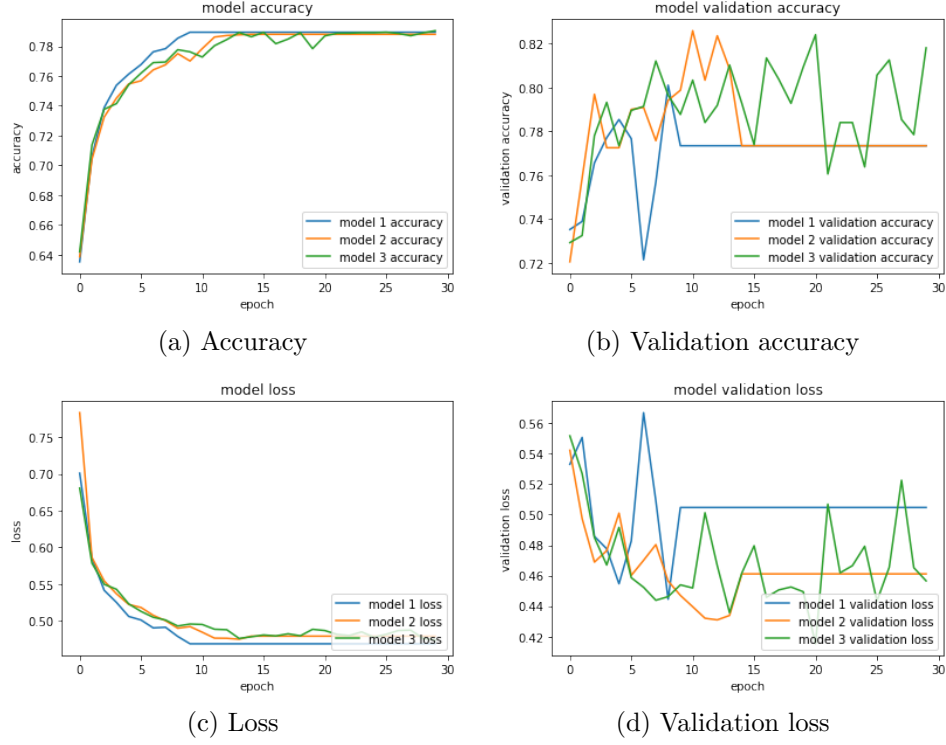 model accuracy
0.78
0.76
0.74
0.72
0.70
0.68
0.66
0.64
accuracy
model 1 accuracy
model 2 accuracy
model 3 accuracy
0 5 10 15 20 25 30
epoch
(a) Accuracy
model validation accuracy
0.82
0.80
0.78
0.76
0.74
0.72
validation accuracy
model 1 validation accuracy
model 2 validation accuracy
model 3 validation accuracy
0 5 10 15 20 25 30
epoch
(b) Validation accuracy
model loss
0.75
0.70
0.65
0.60
0.55
0.50
loss
model 1 loss
model 2 loss
model 3 loss
0 5 10 15 20 25 30
epoch
(c) Loss
model validation loss
0.56
0.54
0.52
0.50
0.48
0.46
0.44
0.42
validation loss
model 1 validation loss
model 2 validation loss
model 3 validation loss
0 5 10 15 20 25 30
epoch
(d) Validation loss